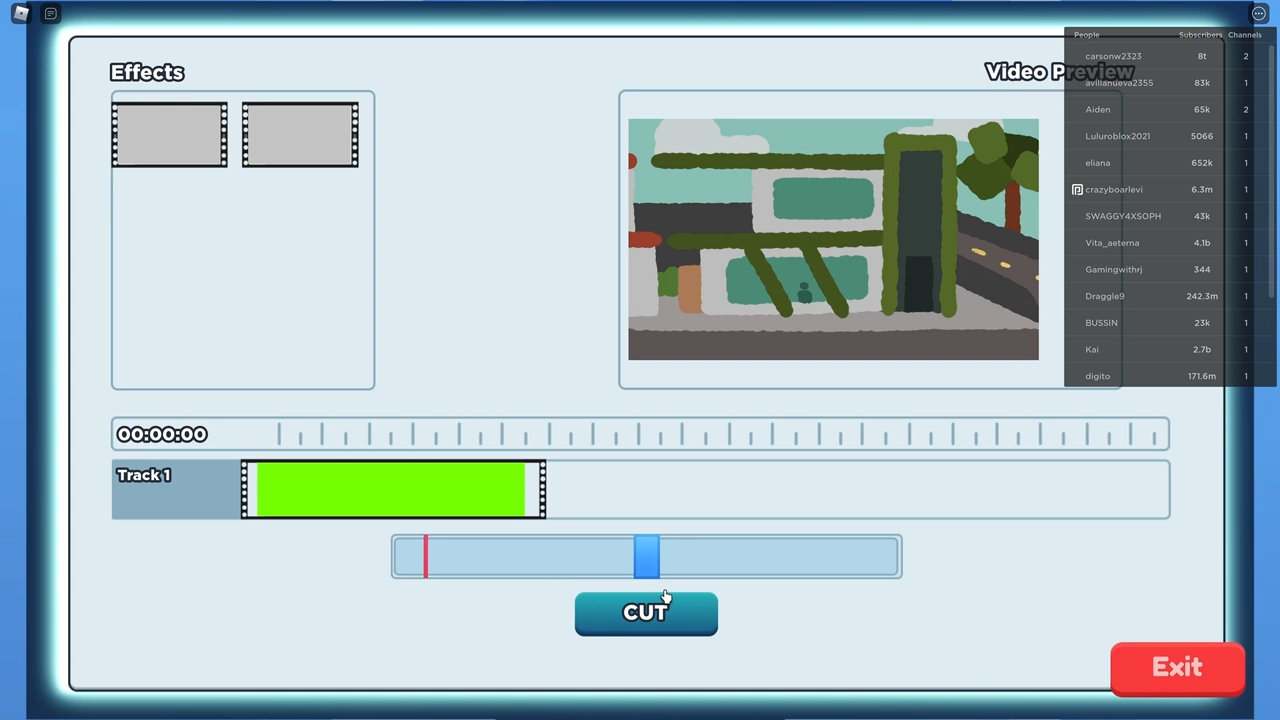 People Subscribers Channels
Effects
Video Preview
carsonw2323 8t 2
avillanueva2355 83k 1
Aiden 65k 2
Luluroblox2021 5066 1
eliana 652k 1
crazyboarlevi 6.3m 1
SWAGGY4XSOPH 43k 1
Vita_aeterna 4.1b 1
Gamingwithrj 344 1
Draggle9 242.3m 1
BUSSIN 23k 1
Kai 2.7b 1
digito 171.6m 1
00:00:00
Track 1
CUT
Exit